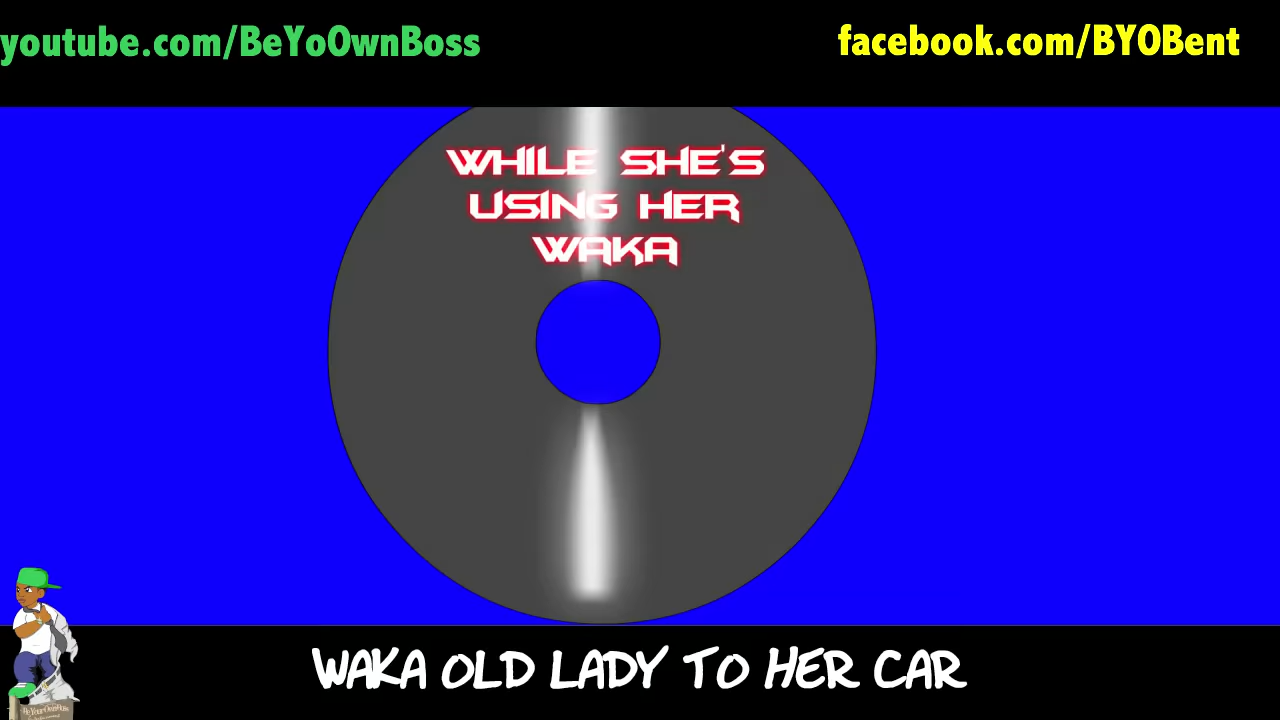 youtube.com/BeYoOwnBoss
facebook.com/BYOBent
WHILE SHE'S
USING HER
WAKA
WAKA OLD LADY TO HER CAR